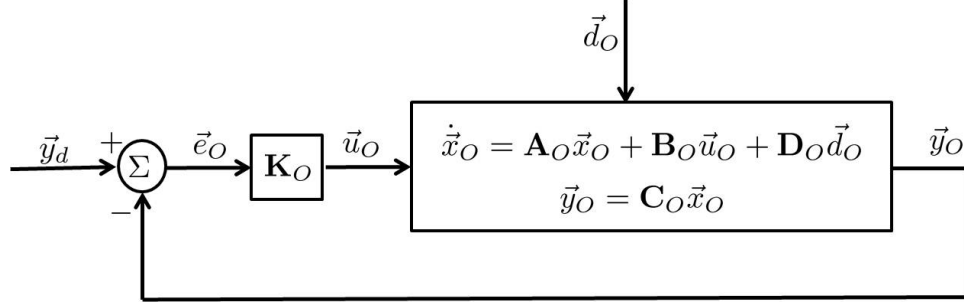 d⃗_O
y⃗_d + Σ e⃗_O K_O u⃗_O ẋ⃗_O = A_O x⃗_O + B_O u⃗_O + D_O d⃗_O y⃗_O
− y⃗_O = C_O x⃗_O